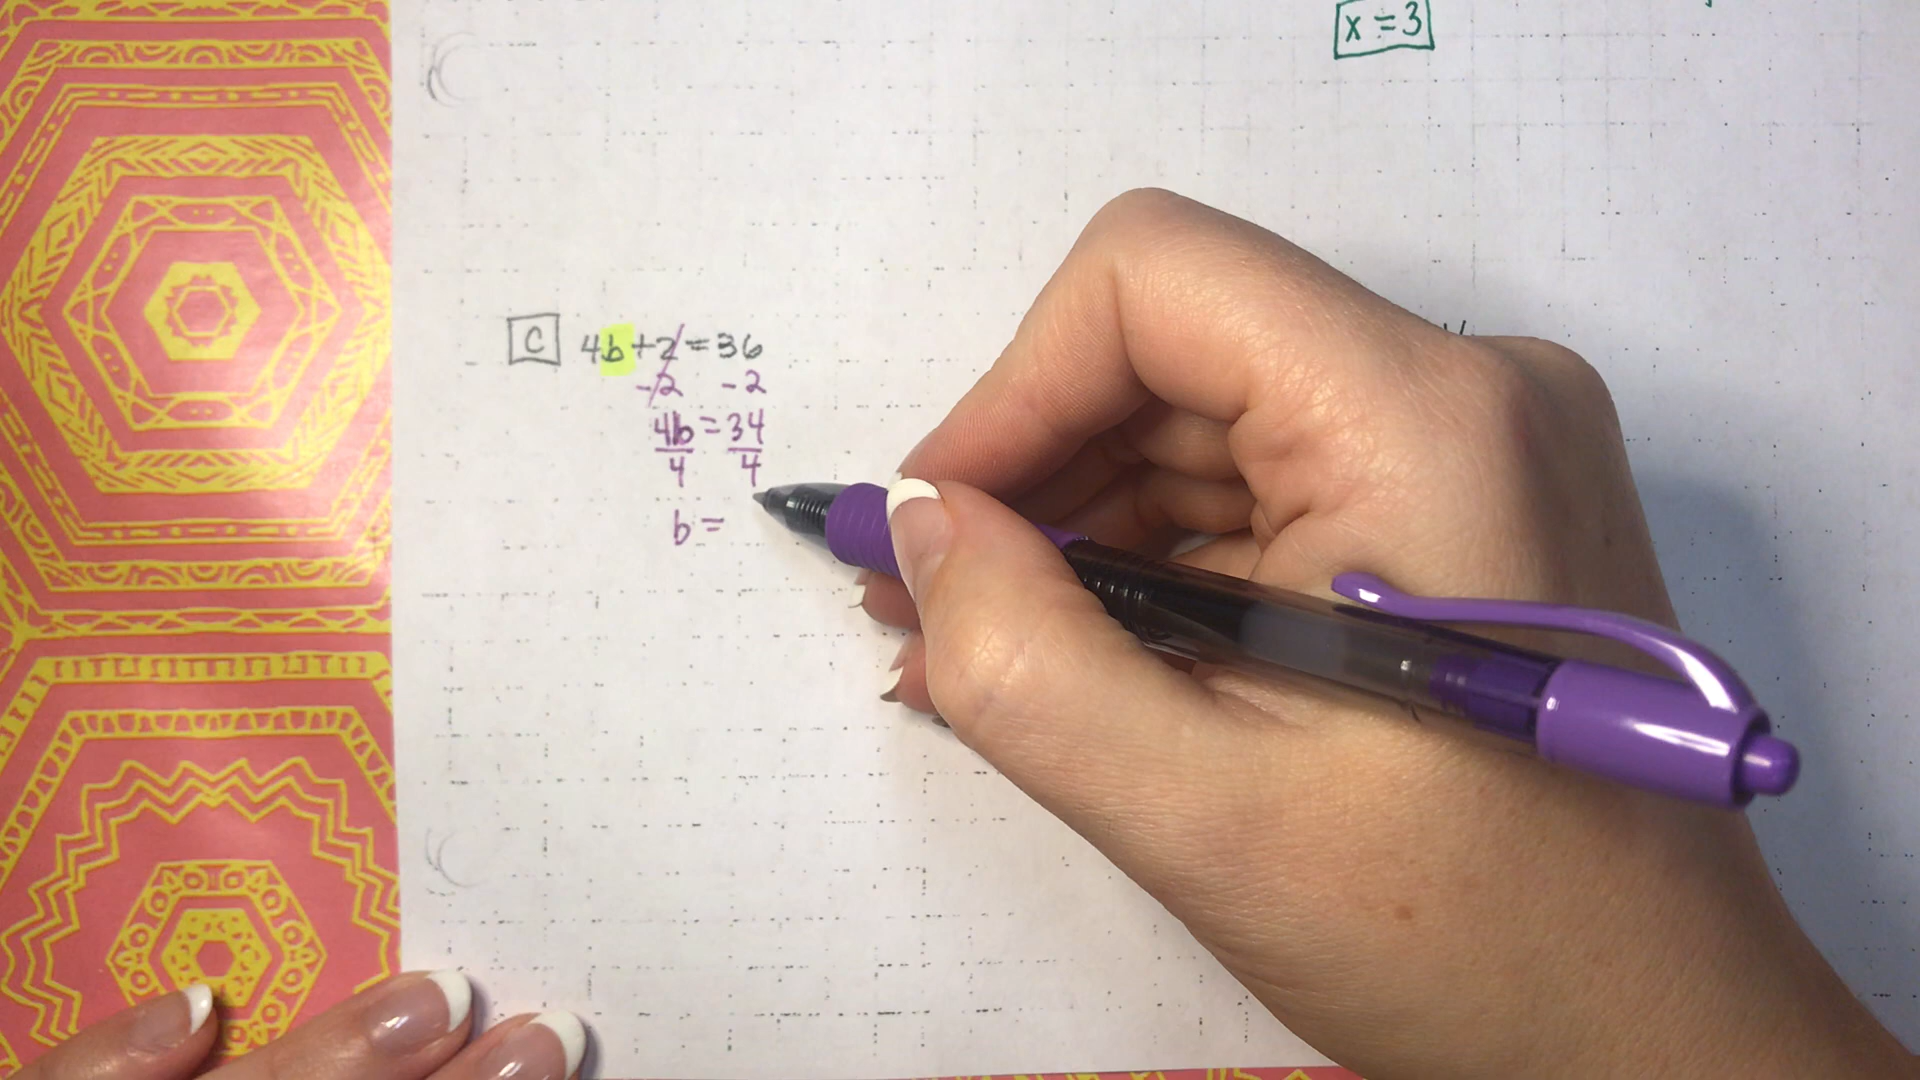 x = 3
C 4b + 2 = 36
-2 -2
4b = 34
4 4
b =